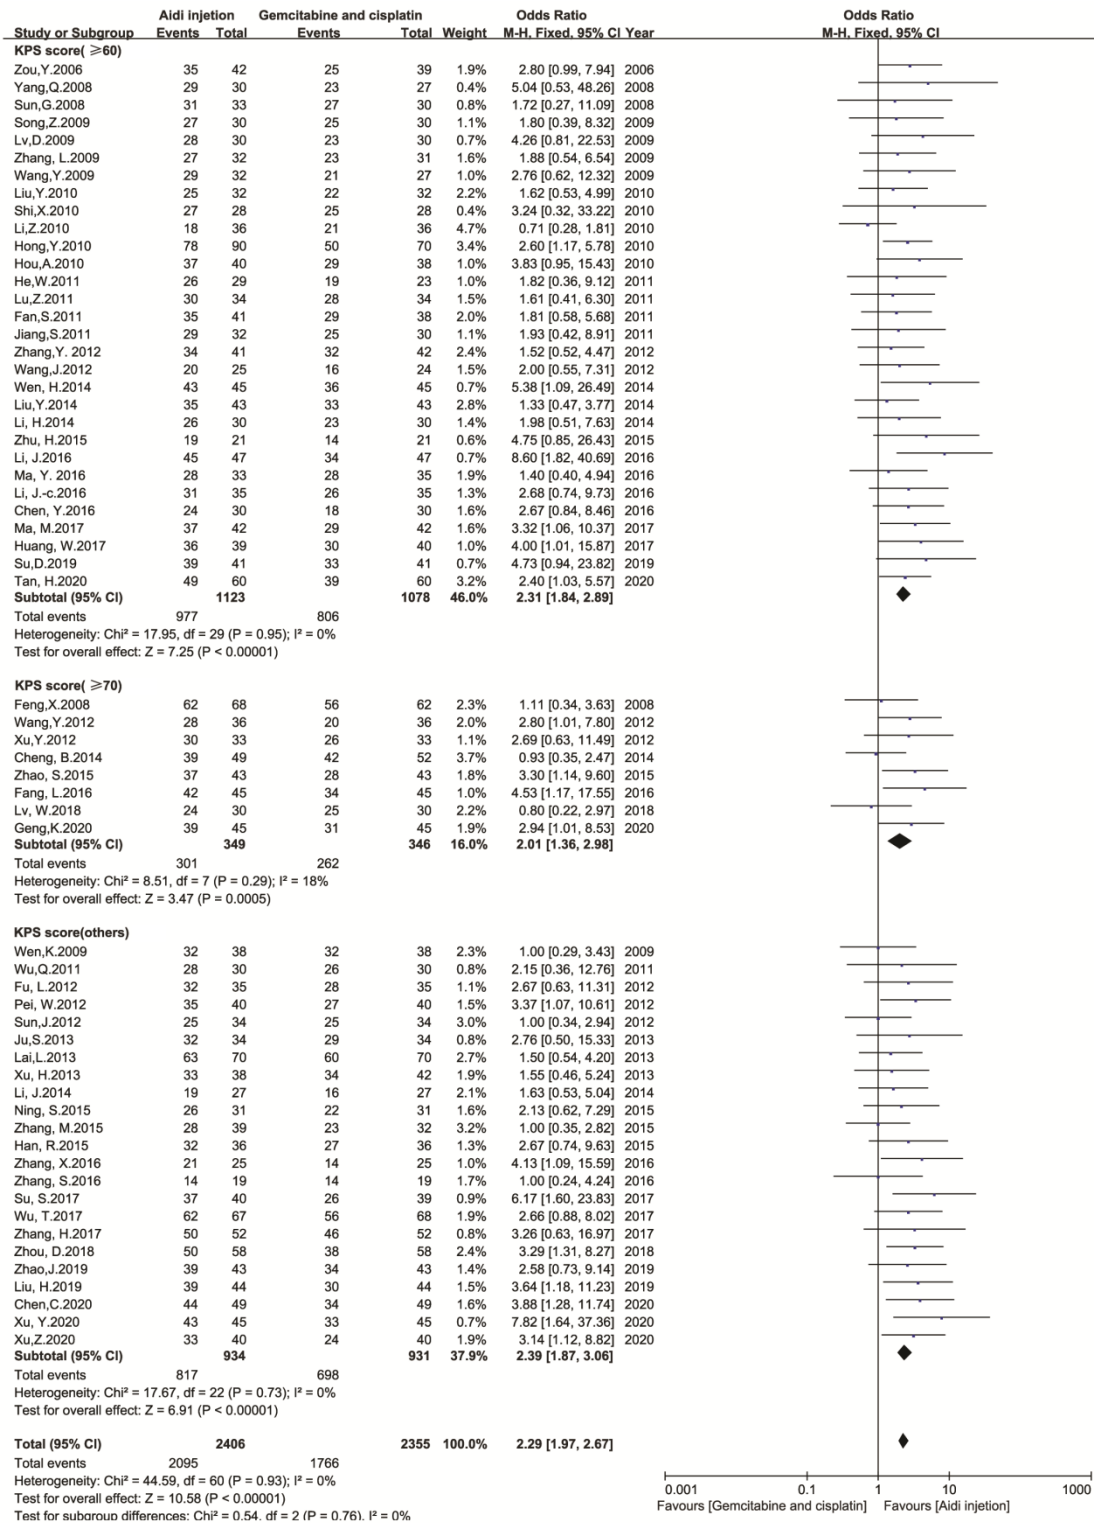 Aidi injetion Gemcitabine and cisplatin Odds Ratio Odds Ratio
Study or Subgroup Events Total Events Total Weight M-H. Fixed. 95% CI Year M-H. Fixed. 95% CI
KPS score( ≥60)
Zou,Y.2006 35 42 25 39 1.9% 2.80 [0.99, 7.94] 2006
Yang,Q.2008 29 30 23 27 0.4% 5.04 [0.53, 48.26] 2008
Sun,G.2008 31 33 27 30 0.8% 1.72 [0.27, 11.09] 2008
Song,Z.2009 27 30 25 30 1.1% 1.80 [0.39, 8.32] 2009
Lv,D.2009 28 30 23 30 0.7% 4.26 [0.81, 22.53] 2009
Zhang, L.2009 27 32 23 31 1.6% 1.88 [0.54, 6.54] 2009
Wang,Y.2009 29 32 21 27 1.0% 2.76 [0.62, 12.32] 2009
Liu,Y.2010 25 32 22 32 2.2% 1.62 [0.53, 4.99] 2010
Shi,X.2010 27 28 25 28 0.4% 3.24 [0.32, 33.22] 2010
Li,Z.2010 18 36 21 36 4.7% 0.71 [0.28, 1.81] 2010
Hong,Y.2010 78 90 50 70 3.4% 2.60 [1.17, 5.78] 2010
Hou,A.2010 37 40 29 38 1.0% 3.83 [0.95, 15.43] 2010
He,W.2011 26 29 19 23 1.0% 1.82 [0.36, 9.12] 2011
Lu,Z.2011 30 34 28 34 1.5% 1.61 [0.41, 6.30] 2011
Fan,S.2011 35 41 29 38 2.0% 1.81 [0.58, 5.68] 2011
Jiang,S.2011 29 32 25 30 1.1% 1.93 [0.42, 8.91] 2011
Zhang,Y. 2012 34 41 32 42 2.4% 1.52 [0.52, 4.47] 2012
Wang,J.2012 20 25 16 24 1.5% 2.00 [0.55, 7.31] 2012
Wen, H.2014 43 45 36 45 0.7% 5.38 [1.09, 26.49] 2014
Liu,Y.2014 35 43 33 43 2.8% 1.33 [0.47, 3.77] 2014
Li, H.2014 26 30 23 30 1.4% 1.98 [0.51, 7.63] 2014
Zhu, H.2015 19 21 14 21 0.6% 4.75 [0.85, 26.43] 2015
Li, J.2016 45 47 34 47 0.7% 8.60 [1.82, 40.69] 2016
Ma, Y. 2016 28 33 28 35 1.9% 1.40 [0.40, 4.94] 2016
Li, J.-c.2016 31 35 26 35 1.3% 2.68 [0.74, 9.73] 2016
Chen, Y.2016 24 30 18 30 1.6% 2.67 [0.84, 8.46] 2016
Ma, M.2017 37 42 29 42 1.6% 3.32 [1.06, 10.37] 2017
Huang, W.2017 36 39 30 40 1.0% 4.00 [1.01, 15.87] 2017
Su,D.2019 39 41 33 41 0.7% 4.73 [0.94, 23.82] 2019
Tan, H.2020 49 60 39 60 3.2% 2.40 [1.03, 5.57] 2020
Subtotal (95% CI) 1123 1078 46.0% 2.31 [1.84, 2.89]
Total events 977 806
Heterogeneity: Chi² = 17.95, df = 29 (P = 0.95); I² = 0%
Test for overall effect: Z = 7.25 (P < 0.00001)
KPS score( ≥70)
Feng,X.2008 62 68 56 62 2.3% 1.11 [0.34, 3.63] 2008
Wang,Y.2012 28 36 20 36 2.0% 2.80 [1.01, 7.80] 2012
Xu,Y.2012 30 33 26 33 1.1% 2.69 [0.63, 11.49] 2012
Cheng, B.2014 39 49 42 52 3.7% 0.93 [0.35, 2.47] 2014
Zhao, S.2015 37 43 28 43 1.8% 3.30 [1.14, 9.60] 2015
Fang, L.2016 42 45 34 45 1.0% 4.53 [1.17, 17.55] 2016
Lv, W.2018 24 30 25 30 2.2% 0.80 [0.22, 2.97] 2018
Geng,K.2020 39 45 31 45 1.9% 2.94 [1.01, 8.53] 2020
Subtotal (95% CI) 349 346 16.0% 2.01 [1.36, 2.98]
Total events 301 262
Heterogeneity: Chi² = 8.51, df = 7 (P = 0.29); I² = 18%
Test for overall effect: Z = 3.47 (P = 0.0005)
KPS score(others)
Wen,K.2009 32 38 32 38 2.3% 1.00 [0.29, 3.43] 2009
Wu,Q.2011 28 30 26 30 0.8% 2.15 [0.36, 12.76] 2011
Fu, L.2012 32 35 28 35 1.1% 2.67 [0.63, 11.31] 2012
Pei, W.2012 35 40 27 40 1.5% 3.37 [1.07, 10.61] 2012
Sun,J.2012 25 34 25 34 3.0% 1.00 [0.34, 2.94] 2012
Ju,S.2013 32 34 29 34 0.8% 2.76 [0.50, 15.33] 2013
Lai,L.2013 63 70 60 70 2.7% 1.50 [0.54, 4.20] 2013
Xu, H.2013 33 38 34 42 1.9% 1.55 [0.46, 5.24] 2013
Li, J.2014 19 27 16 27 2.1% 1.63 [0.53, 5.04] 2014
Ning, S.2015 26 31 22 31 1.6% 2.13 [0.62, 7.29] 2015
Zhang, M.2015 28 39 23 32 3.2% 1.00 [0.35, 2.82] 2015
Han, R.2015 32 36 27 36 1.3% 2.67 [0.74, 9.63] 2015
Zhang, X.2016 21 25 14 25 1.0% 4.13 [1.09, 15.59] 2016
Zhang, S.2016 14 19 14 19 1.7% 1.00 [0.24, 4.24] 2016
Su, S.2017 37 40 26 39 0.9% 6.17 [1.60, 23.83] 2017
Wu, T.2017 62 67 56 68 1.9% 2.66 [0.88, 8.02] 2017
Zhang, H.2017 50 52 46 52 0.8% 3.26 [0.63, 16.97] 2017
Zhou, D.2018 50 58 38 58 2.4% 3.29 [1.31, 8.27] 2018
Zhao,J.2019 39 43 34 43 1.4% 2.58 [0.73, 9.14] 2019
Liu, H.2019 39 44 30 44 1.6% 3.64 [1.18, 11.23] 2019
Chen,C.2020 44 49 34 49 1.6% 3.88 [1.28, 11.74] 2020
Xu, Y.2020 43 45 33 45 0.7% 7.82 [1.64, 37.36] 2020
Xu,Z.2020 33 40 24 40 1.9% 3.14 [1.12, 8.82] 2020
Subtotal (95% CI) 934 931 37.9% 2.39 [1.87, 3.06]
Total events 817 698
Heterogeneity: Chi² = 17.67, df = 22 (P = 0.73); I² = 0%
Test for overall effect: Z = 6.91 (P < 0.00001)
Total (95% CI) 2406 2355 100.0% 2.29 [1.97, 2.67]
Total events 2095 1766
Heterogeneity: Chi² = 44.59, df = 60 (P = 0.93); I² = 0%
Test for overall effect: Z = 10.58 (P < 0.00001)
Test for subgroup differences: Chi² = 0.54, df = 2 (P = 0.76), I² = 0%
0.001 0.1 1 10 1000
Favours [Gemcitabine and cisplatin] Favours [Aidi injetion]